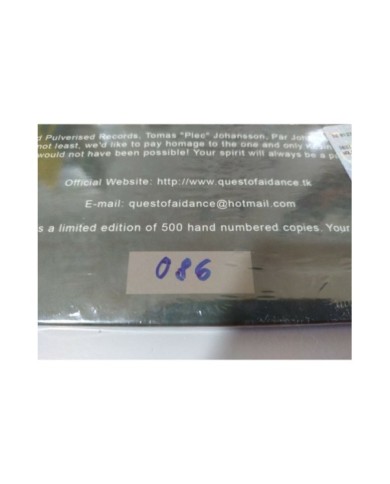 Pulverised Records, Tomas "Plec" Johansson, Pär
not least, we'd like to pay homage to the one and only
would not have been possible! Your spirit will always be a
Official Website: http://www.questofaidance.tk
E-mail: questofaidance@hotmail.com
s a limited edition of 500 hand numbered copies. Your
086